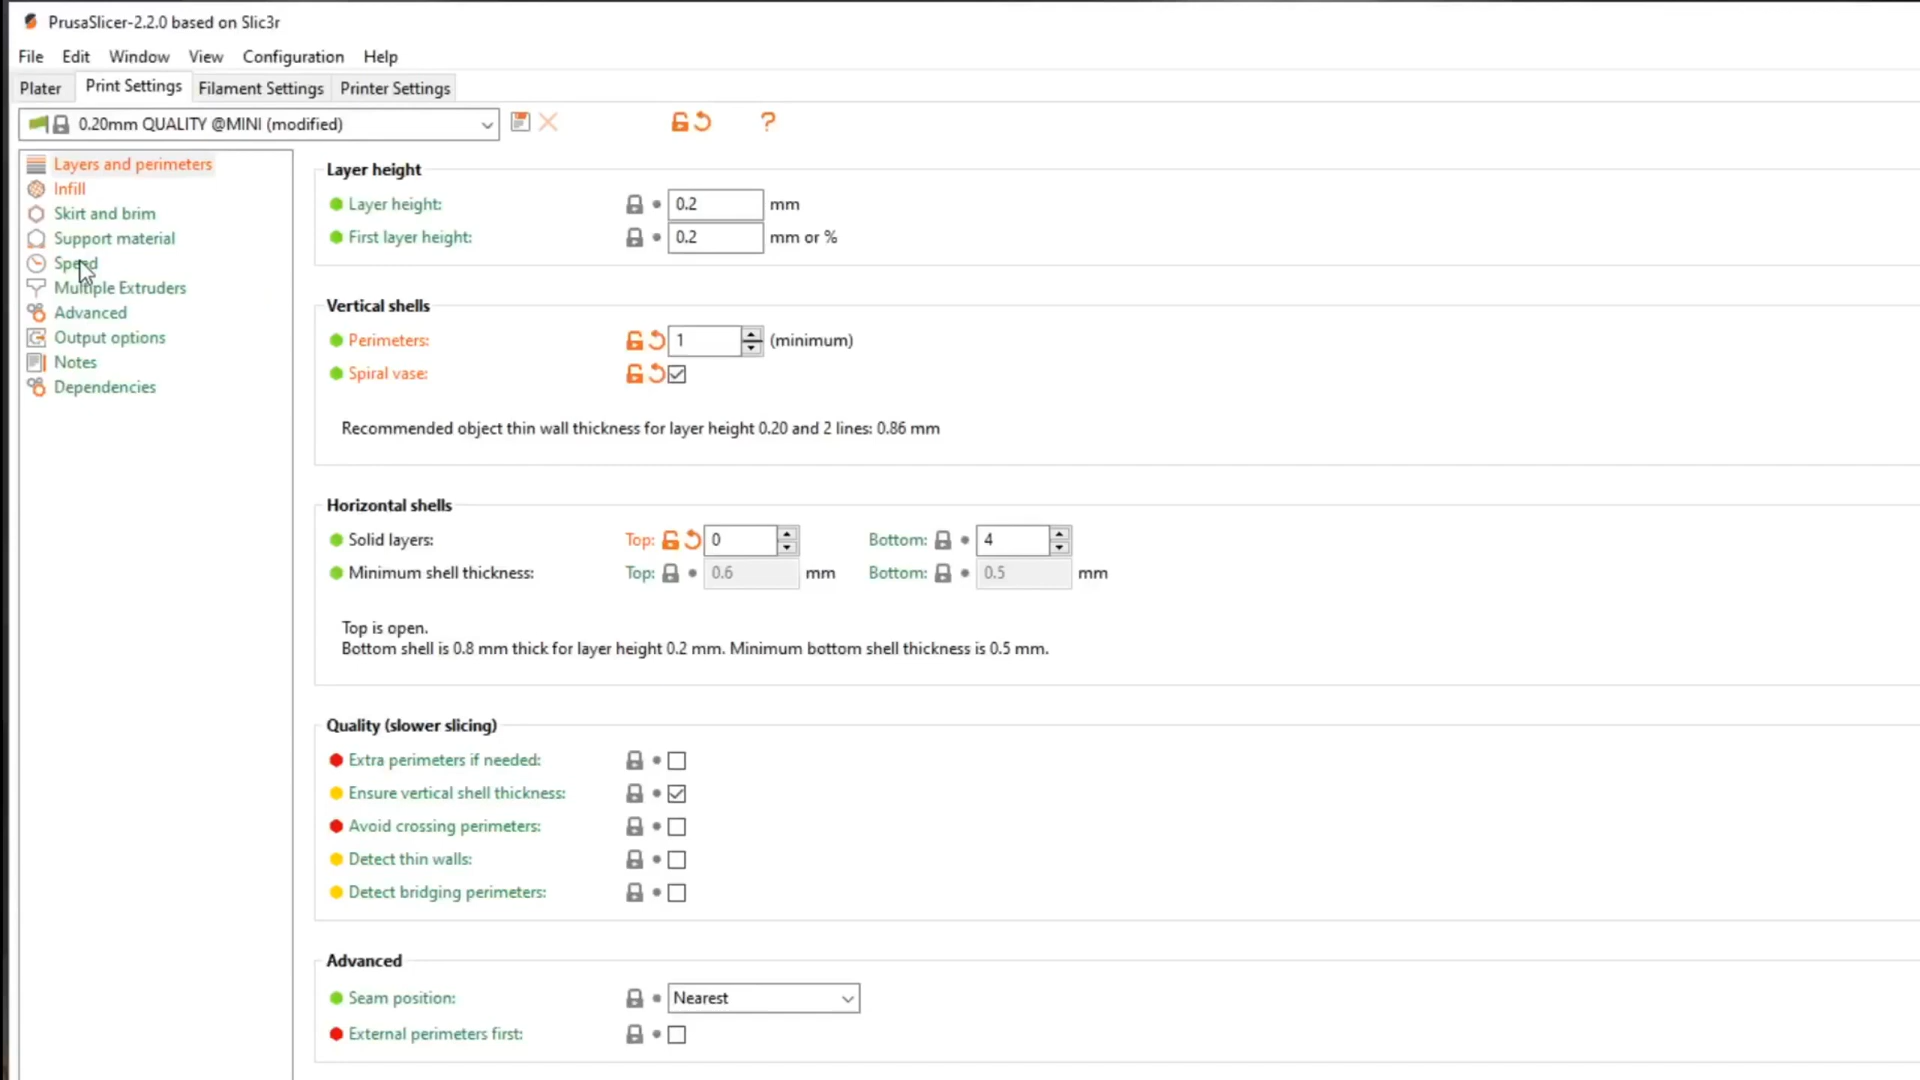 PrusaSlicer-2.2.0 based on Slic3r
File Edit Window View Configuration Help
Plater Print Settings Filament Settings Printer Settings
0.20mm QUALITY @MINI (modified) ?
Layers and perimeters
Infill
Skirt and brim
Support material
Speed
Multiple Extruders
Advanced
Output options
Notes
Dependencies
Layer height
Layer height: 0.2 mm
First layer height: 0.2 mm or %
Vertical shells
Perimeters: 1 (minimum)
Spiral vase:
Recommended object thin wall thickness for layer height 0.20 and 2 lines: 0.86 mm
Horizontal shells
Solid layers: Top: 0 Bottom: 4
Minimum shell thickness: Top: 0.6 mm Bottom: 0.5 mm
Top is open.
Bottom shell is 0.8 mm thick for layer height 0.2 mm. Minimum bottom shell thickness is 0.5 mm.
Quality (slower slicing)
Extra perimeters if needed:
Ensure vertical shell thickness:
Avoid crossing perimeters:
Detect thin walls:
Detect bridging perimeters:
Advanced
Seam position: Nearest
External perimeters first: